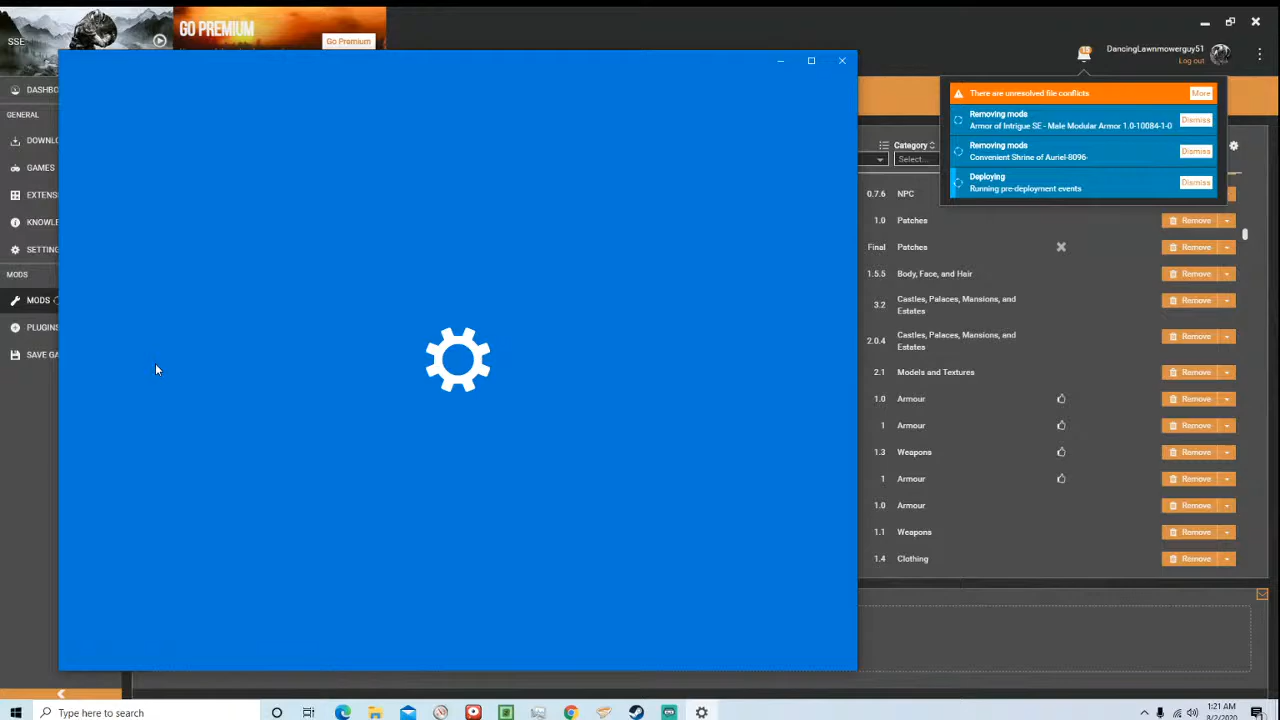 SSE
GO PREMIUM
Go Premium
DancingLawnmowerguy51
Log out
15
DASHBO
GENERAL
DOWNLO
GAMES
EXTENS
KNOWLE
SETTING
MODS
MODS
PLUGINS
SAVE GA
There are unresolved file conflicts
More
Removing mods
Armor of Intrigue SE - Male Modular Armor 1.0-10084-1-0
Dismiss
Removing mods
Convenient Shrine of Auriel-8096-
Dismiss
Deploying
Running pre-deployment events
Dismiss
Category
Select...
0.7.6 NPC
1.0 Patches Remove
Final Patches Remove
1.5.5 Body, Face, and Hair Remove
3.2 Castles, Palaces, Mansions, and
Estates Remove
2.0.4 Castles, Palaces, Mansions, and
Estates Remove
2.1 Models and Textures Remove
1.0 Armour Remove
1 Armour Remove
1.3 Weapons Remove
1 Armour Remove
1.0 Armour Remove
1.1 Weapons Remove
1.4 Clothing Remove
Type here to search
1:21 AM